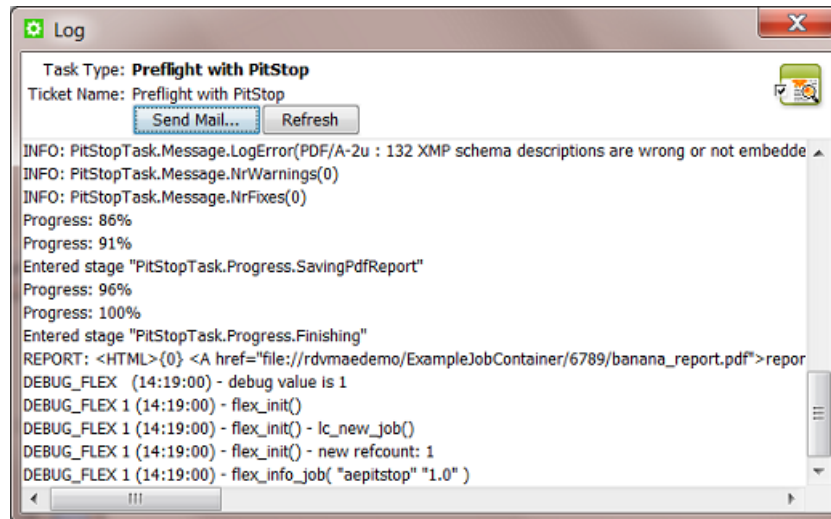 Log
Task Type: Preflight with PitStop
Ticket Name: Preflight with PitStop
Send Mail... Refresh
INFO: PitStopTask.Message.LogError(PDF/A-2u : 132 XMP schema descriptions are wrong or not embedde
INFO: PitStopTask.Message.NrWarnings(0)
INFO: PitStopTask.Message.NrFixes(0)
Progress: 86%
Progress: 91%
Entered stage "PitStopTask.Progress.SavingPdfReport"
Progress: 96%
Progress: 100%
Entered stage "PitStopTask.Progress.Finishing"
REPORT: <HTML>{0} <A href="file://rdvmaedemo/ExampleJobContainer/6789/banana_report.pdf">repor
DEBUG_FLEX (14:19:00) - debug value is 1
DEBUG_FLEX 1 (14:19:00) - flex_init()
DEBUG_FLEX 1 (14:19:00) - flex_init() - lc_new_job()
DEBUG_FLEX 1 (14:19:00) - flex_init() - new refcount: 1
DEBUG_FLEX 1 (14:19:00) - flex_info_job( "aepitstop" "1.0" )